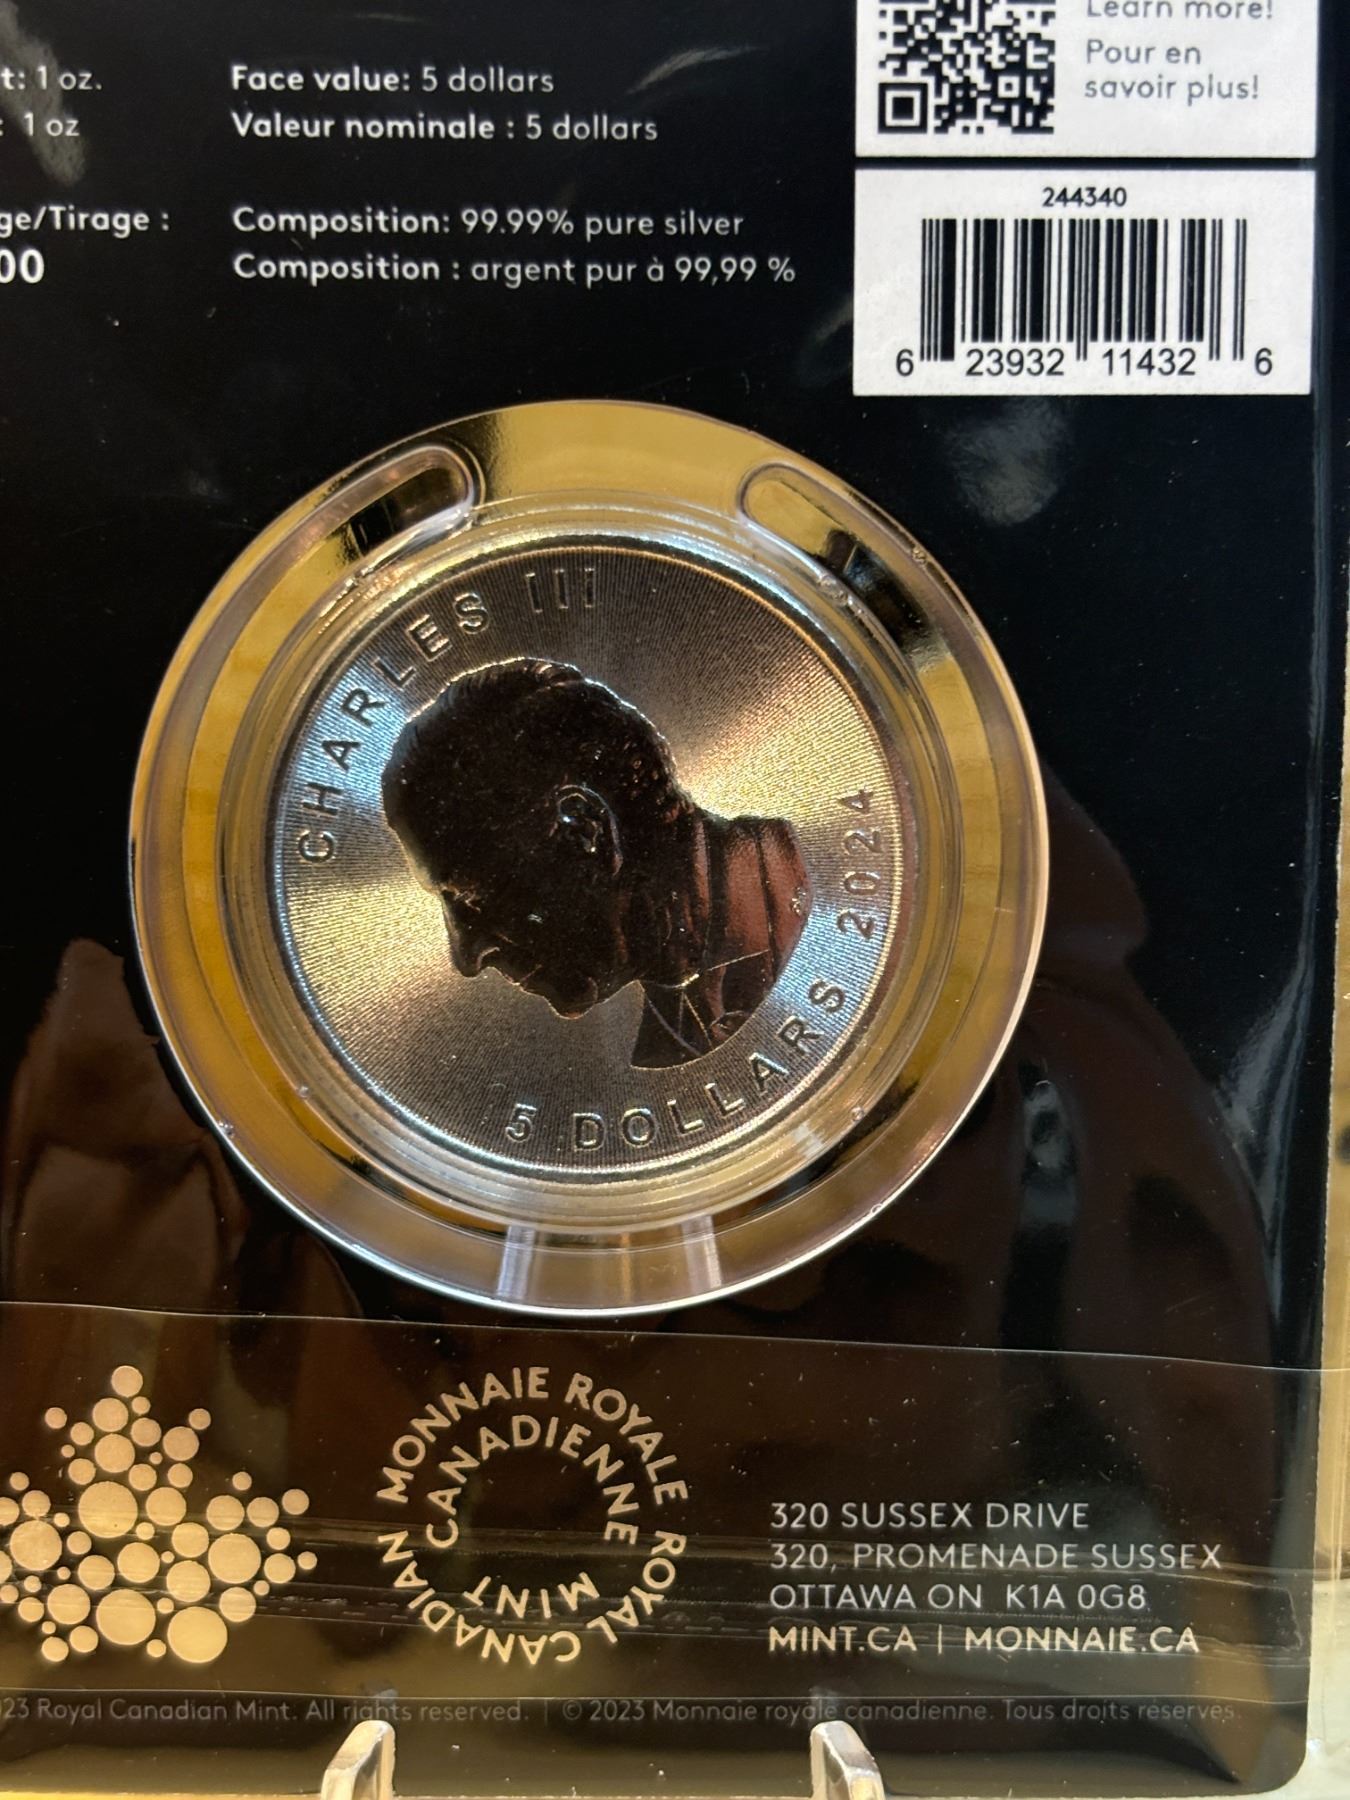 Learn more!
Pour en
savoir plus!
t: 1 oz.
: 1 oz
Face value: 5 dollars
Valeur nominale : 5 dollars
ge/Tirage :
00
Composition: 99.99% pure silver
Composition : argent pur à 99,99 %
244340
6 23932 11432 6
CHARLES III
5 DOLLARS 2024
MONNAIE ROYALE
CANADIENNE
CANADIAN ROYAL
MINT
320 SUSSEX DRIVE
320, PROMENADE SUSSEX
OTTAWA ON K1A 0G8
MINT.CA | MONNAIE.CA
23 Royal Canadian Mint. All rights reserved. | © 2023 Monnaie royale canadienne. Tous droits réservés.